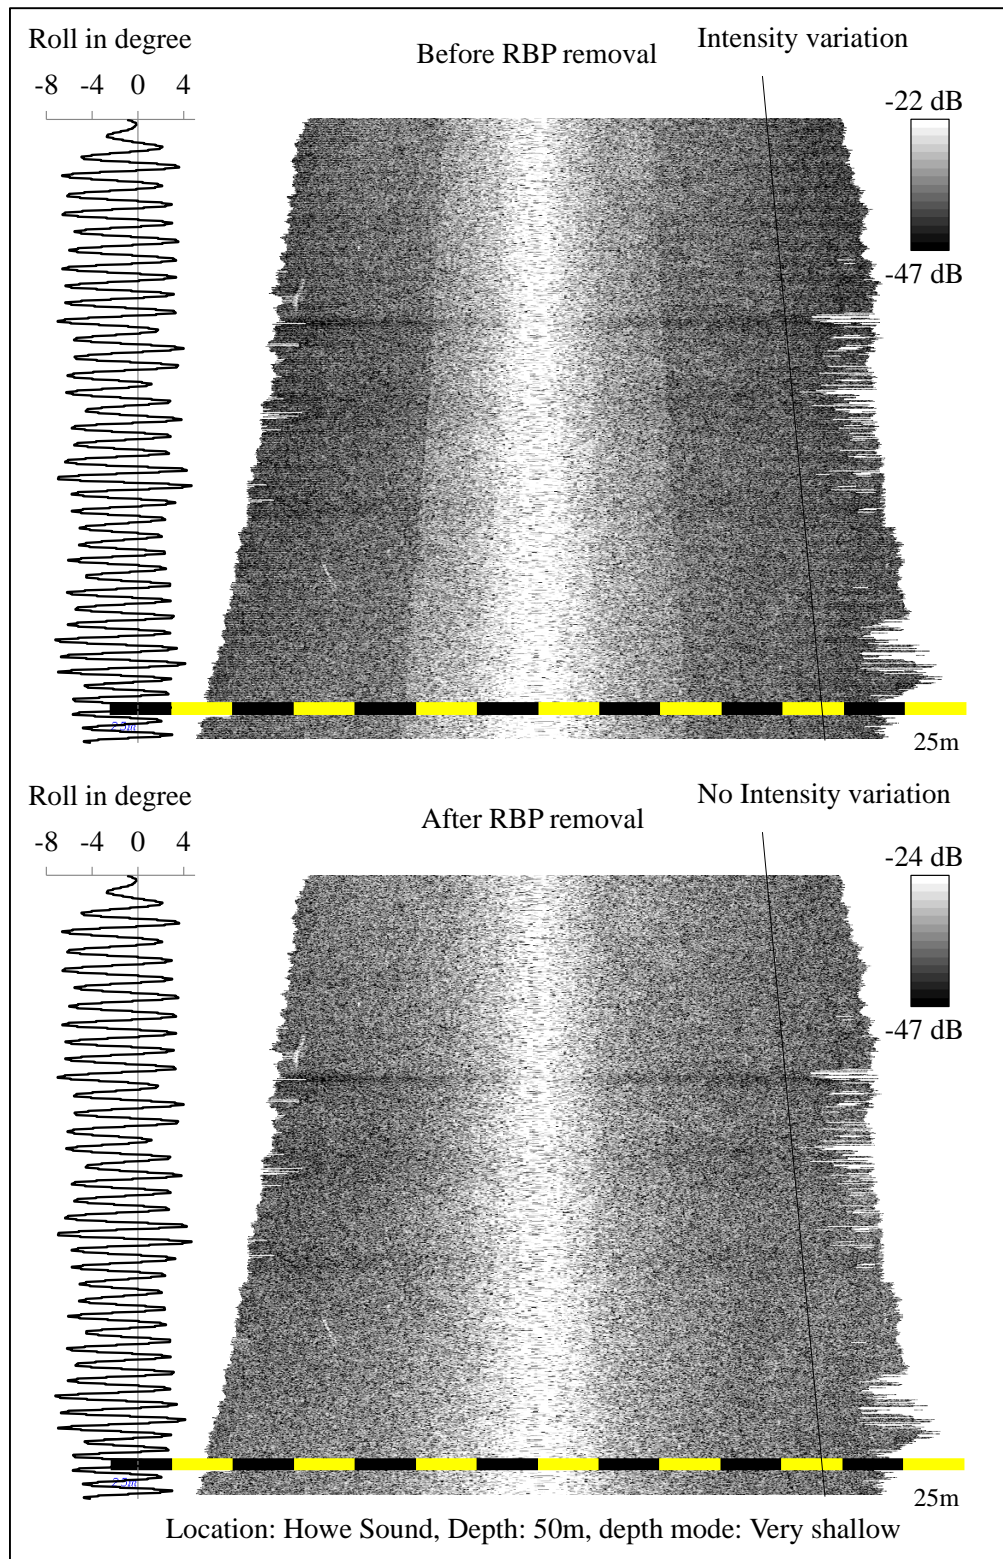 Roll in degree
Before RBP removal
Intensity variation
-8 -4 0 4
-22 dB
-47 dB
25m
25m
Roll in degree
After RBP removal
No Intensity variation
-8 -4 0 4
-24 dB
-47 dB
25m
25m
Location: Howe Sound, Depth: 50m, depth mode: Very shallow